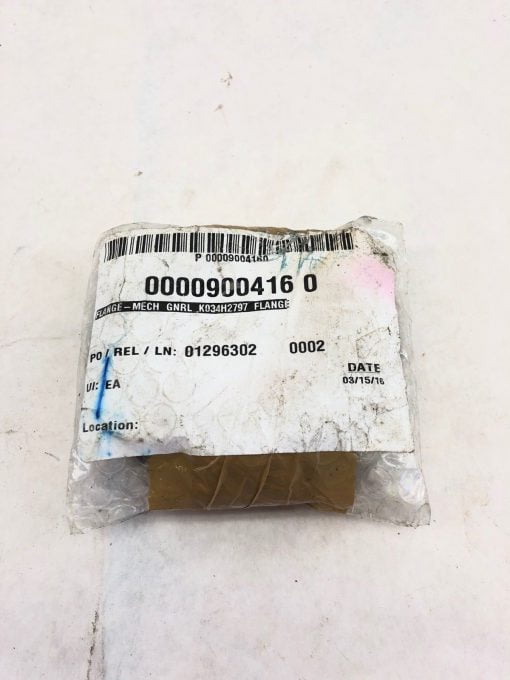 P 00009004160
0000900416 0
FLANGE-MECH GNRL ,K034H2797 FLANGE
PO / REL / LN: 01296302 0002
DATE
UI: EA
03/15/16
Location: